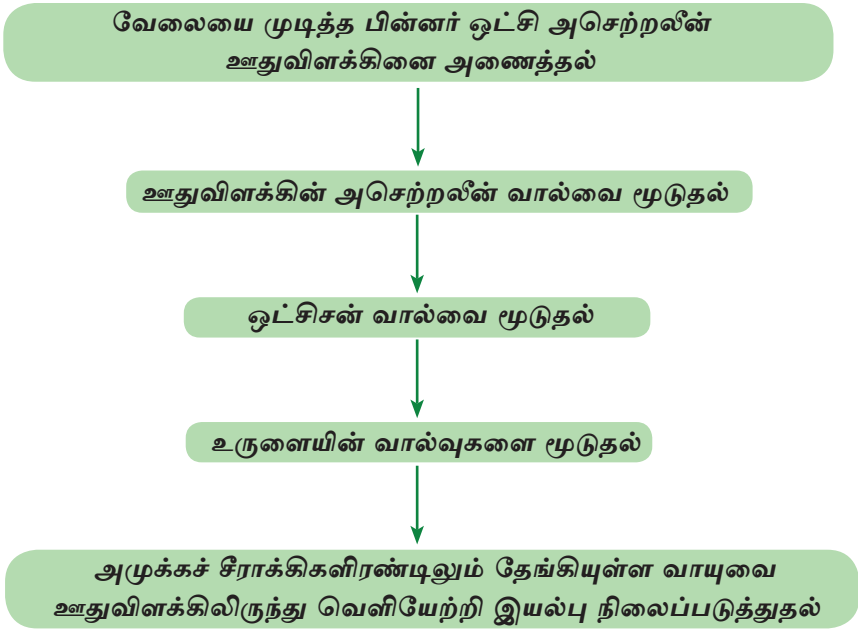 வேலையை முடித்த பின்னர் ஒட்சி அசெற்றலீன்
ஊதுவிளக்கினை அணைத்தல்
ஊதுவிளக்கின் அசெற்றலீன் வால்வை மூடுதல்
ஒட்சிசன் வால்வை மூடுதல்
உருளையின் வால்வுகளை மூடுதல்
அமுக்கச் சீராக்கிகளிரண்டிலும் தேங்கியுள்ள வாயுவை
ஊதுவிளக்கிலிருந்து வெளியேற்றி இயல்பு நிலைப்படுத்துதல்